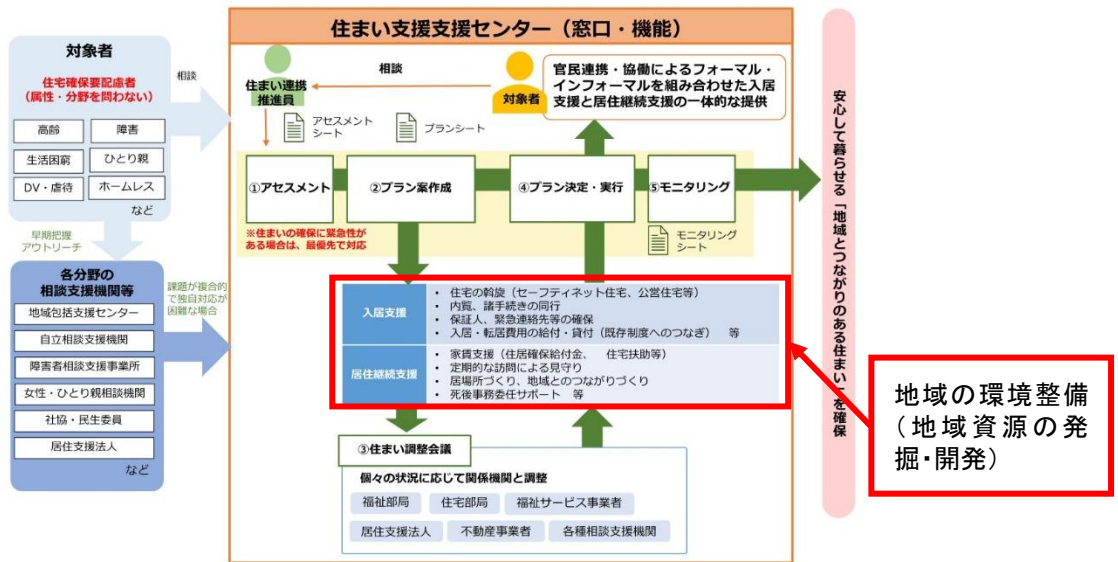 住まい支援支援センター（窓口・機能）
対象者
住宅確保要配慮者
（属性・分野を問わない）
高齢
障害
生活困窮
ひとり親
DV・虐待
ホームレス
など
相談
早期把握
アウトリーチ
各分野の
相談支援機関等
地域包括支援センター
自立相談支援機関
障害者相談支援事業所
女性・ひとり親相談機関
社協・民生委員
居住支援法人
など
課題が複合的
で独自対応が
困難な場合
住まい連携
推進員
相談
対象者
官民連携・協働によるフォーマル・
インフォーマルを組み合わせた入居
支援と居住継続支援の一体的な提供
アセスメント
シート
プランシート
①アセスメント
②プラン案作成
④プラン決定・実行
⑤モニタリング
※住まいの確保に緊急性が
ある場合は、最優先で対応
モニタリング
シート
入居支援
• 住宅の斡旋（セーフティネット住宅、公営住宅等）
• 内覧、諸手続きの同行
• 保証人、緊急連絡先等の確保
• 入居・転居費用の給付・貸付（既存制度へのつなぎ） 等
居住継続支援
• 家賃支援（住居確保給付金、 住宅扶助等）
• 定期的な訪問による見守り
• 居場所づくり、地域とのつながりづくり
• 死後事務委任サポート 等
③住まい調整会議
個々の状況に応じて関係機関と調整
福祉部局
住宅部局
福祉サービス事業者
居住支援法人
不動産事業者
各種相談支援機関
安心して暮らせる「地域とつながりのある住まい」を確保
地域の環境整備
（地域資源の発
掘・開発）